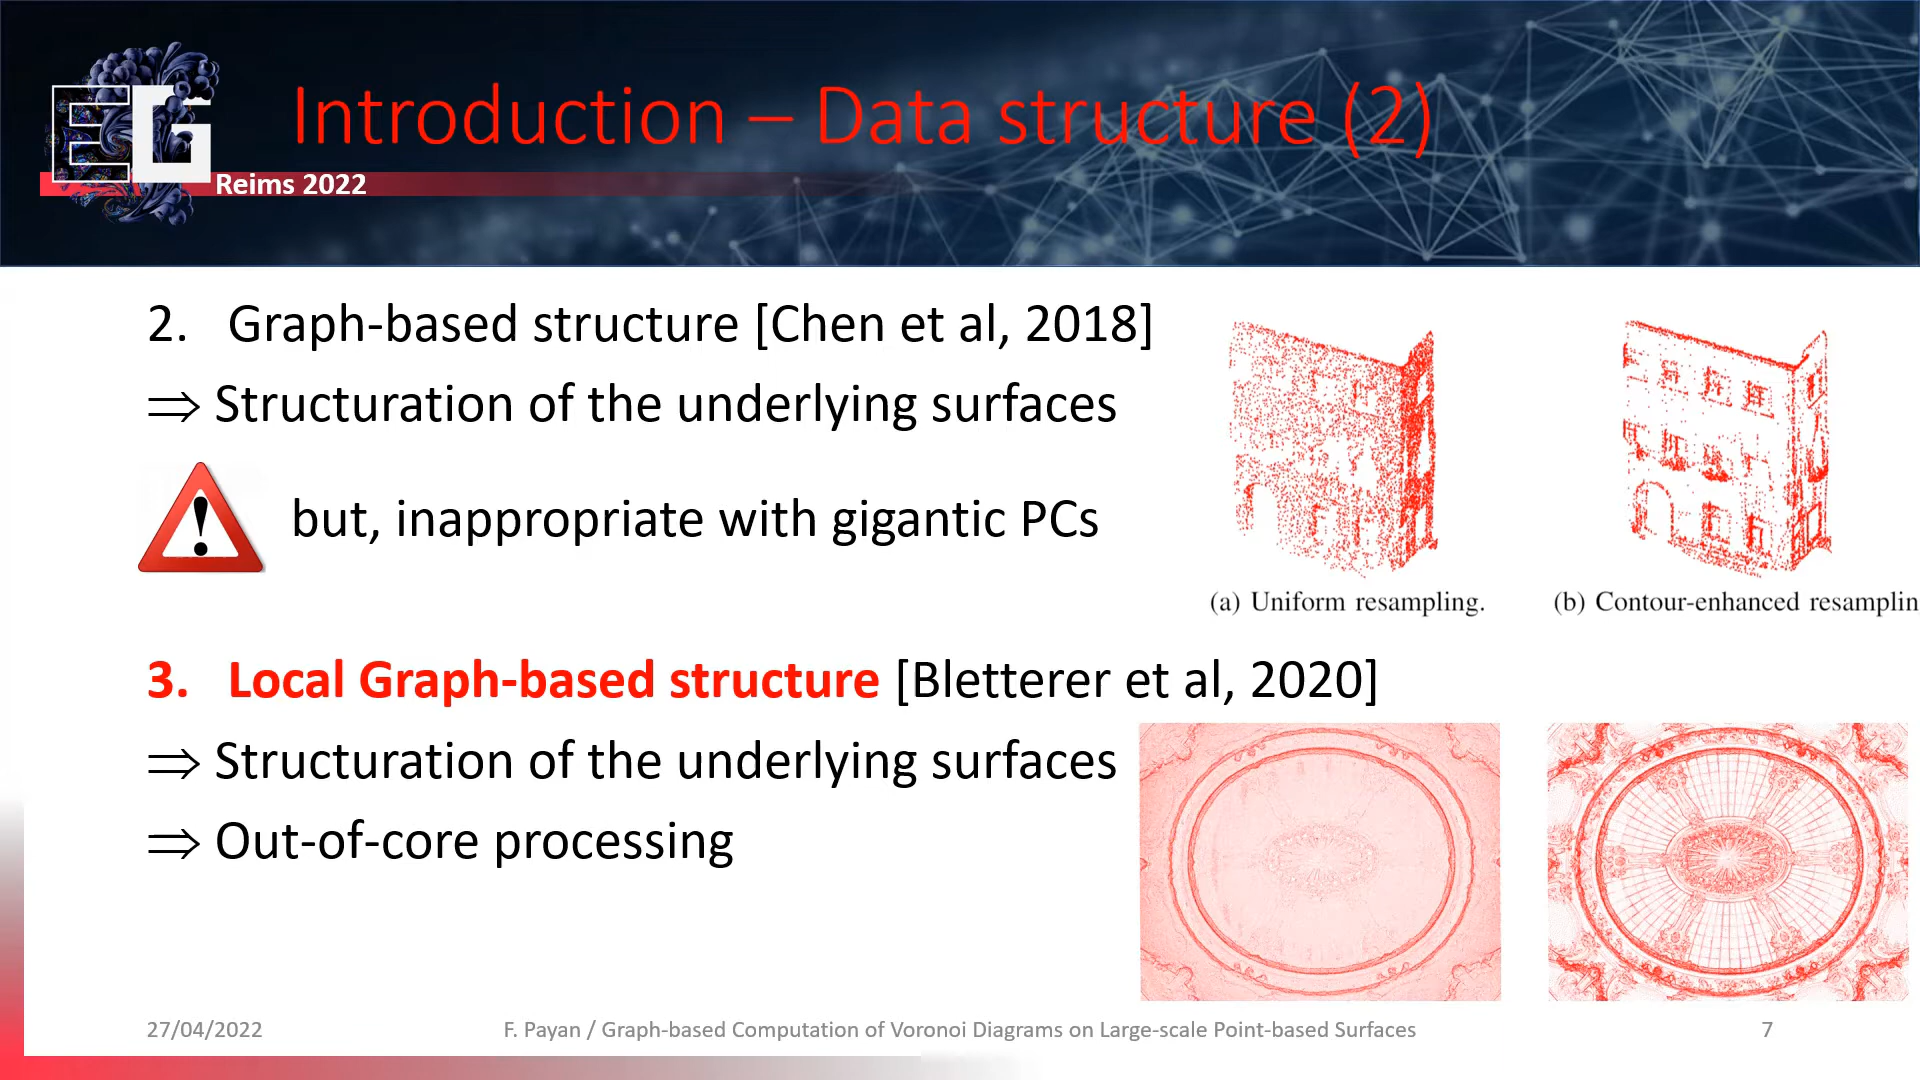 EG
Introduction – Data structure (2)
Reims 2022
2. Graph-based structure [Chen et al, 2018]
⇒ Structuration of the underlying surfaces
! but, inappropriate with gigantic PCs
(a) Uniform resampling.
(b) Contour-enhanced resamplin
3. Local Graph-based structure [Bletterer et al, 2020]
⇒ Structuration of the underlying surfaces
⇒ Out-of-core processing
27/04/2022
F. Payan / Graph-based Computation of Voronoi Diagrams on Large-scale Point-based Surfaces
7